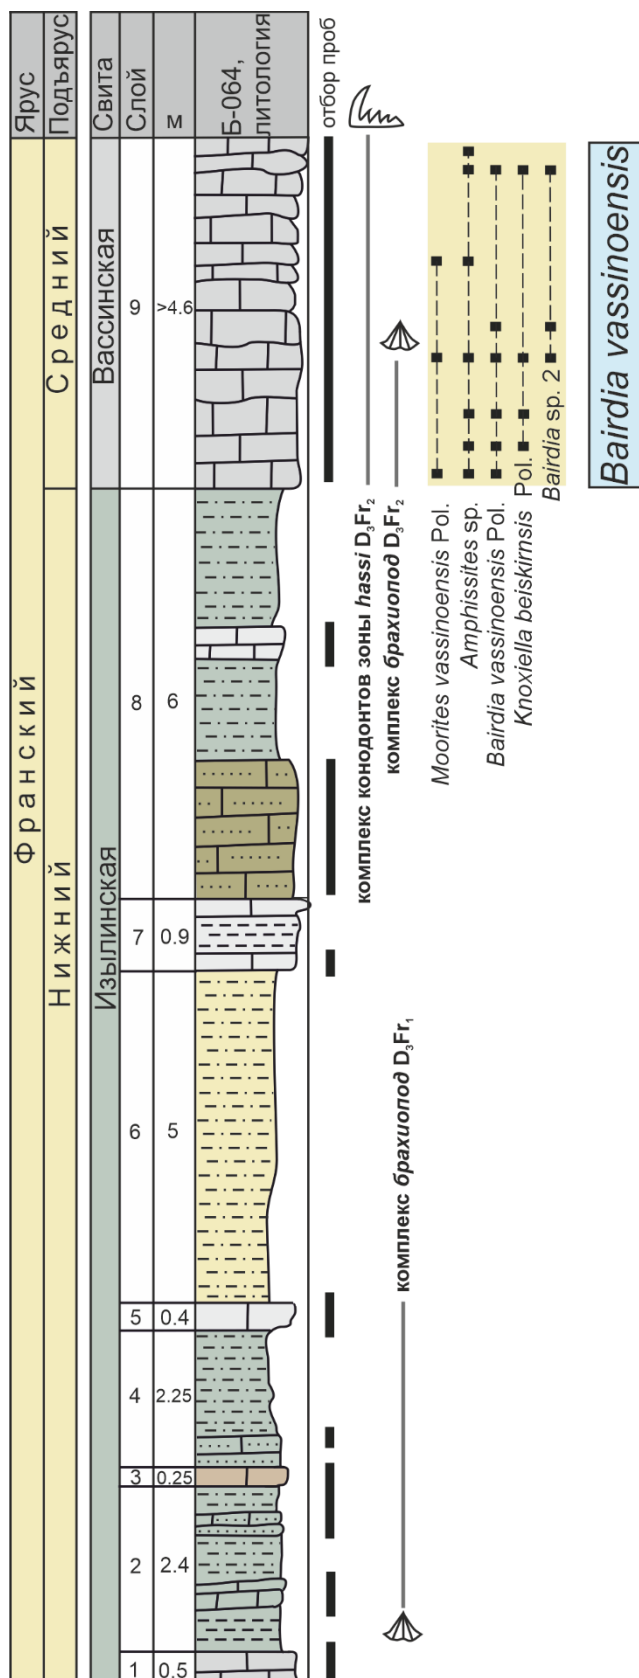 Ярус
Подъярус
Свита
Слой
м
Б-064,
литология
отбор проб
Франский
Средний
Нижний
Вассинская
Изылинская
9
>4.6
8
6
7
0.9
6
5
5
0.4
4
2.25
3
0.25
2
2.4
1
0.5
комплекс конодонтов зоны hassi D₃Fr₂
комплекс брахиопод D₃Fr₂
комплекс брахиопод D₃Fr₁
Moorites vassinoensis Pol.
Amphissites sp.
Bairdia vassinoensis Pol.
Knoxiella beiskirnsis Pol.
Bairdia sp. 2
Bairdia vassinoensis